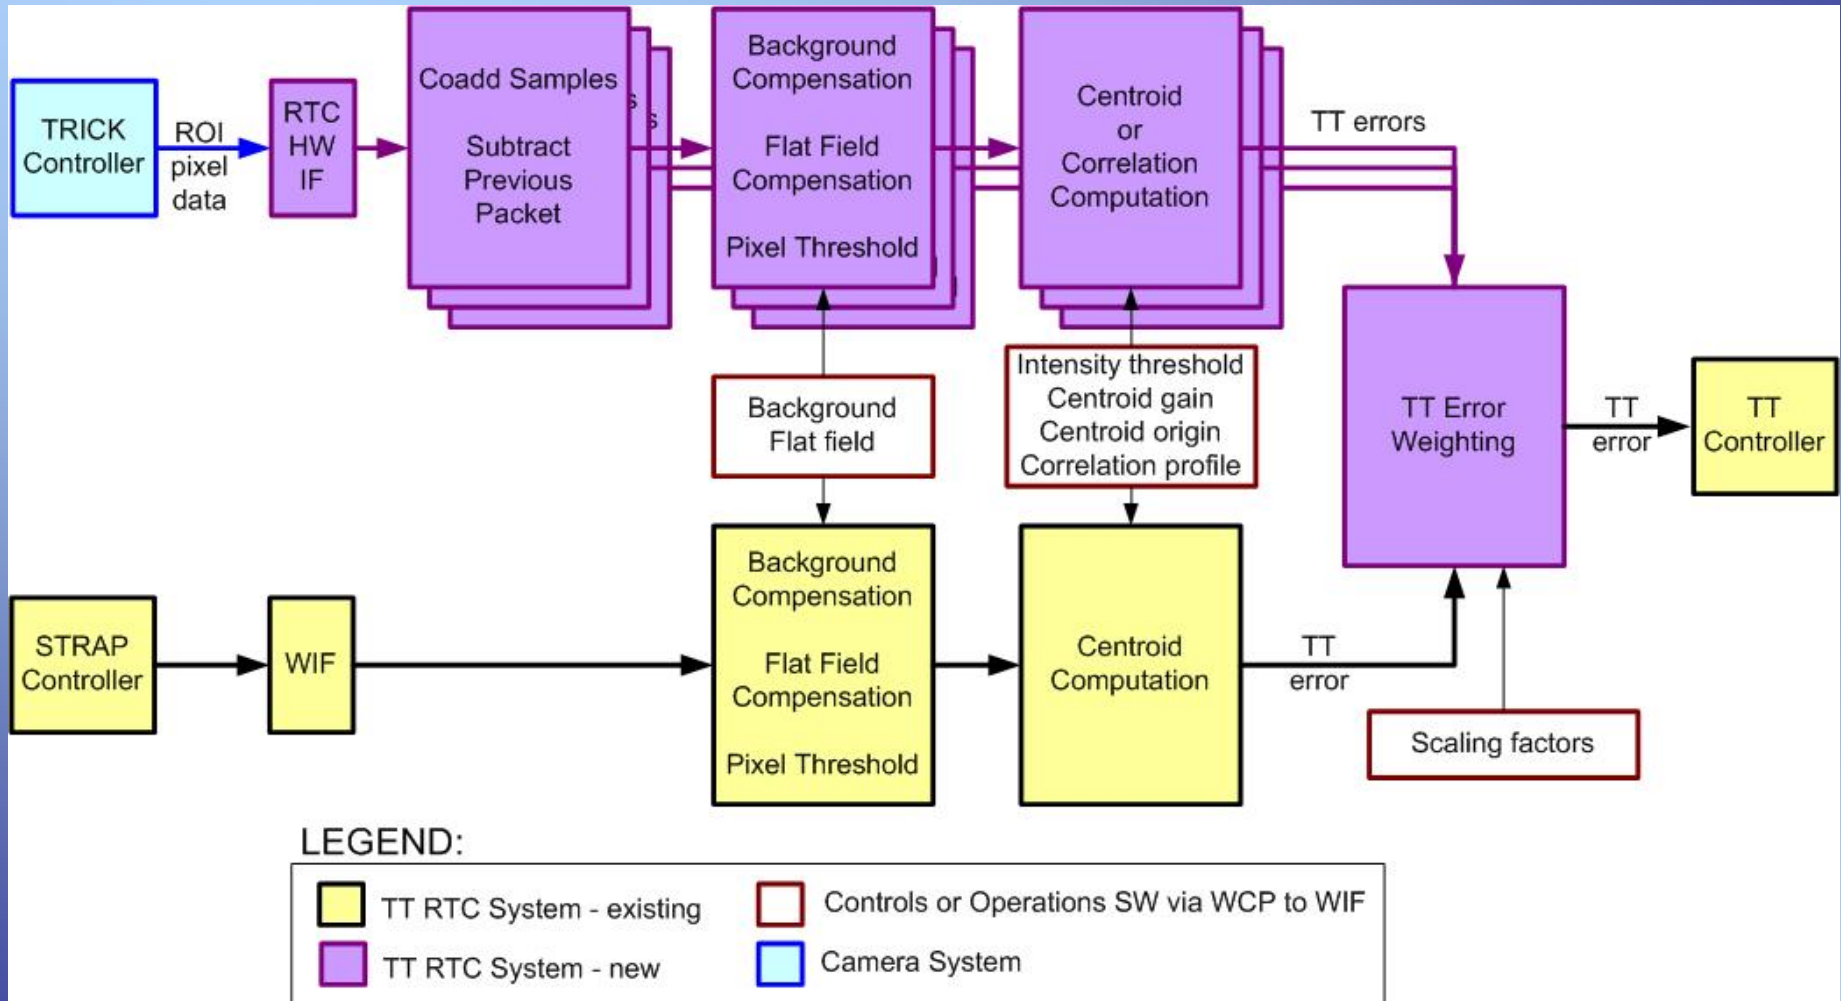 TRICK
Controller
ROI
pixel
data
RTC
HW
IF
Coadd Samples
Subtract
Previous
Packet
s
s
Background
Compensation
Flat Field
Compensation
Pixel Threshold
Centroid
or
Correlation
Computation
TT errors
Background
Flat field
Intensity threshold
Centroid gain
Centroid origin
Correlation profile
TT Error
Weighting
TT
error
TT
Controller
STRAP
Controller
WIF
Background
Compensation
Flat Field
Compensation
Pixel Threshold
Centroid
Computation
TT
error
Scaling factors
LEGEND:
TT RTC System - existing
Controls or Operations SW via WCP to WIF
TT RTC System - new
Camera System